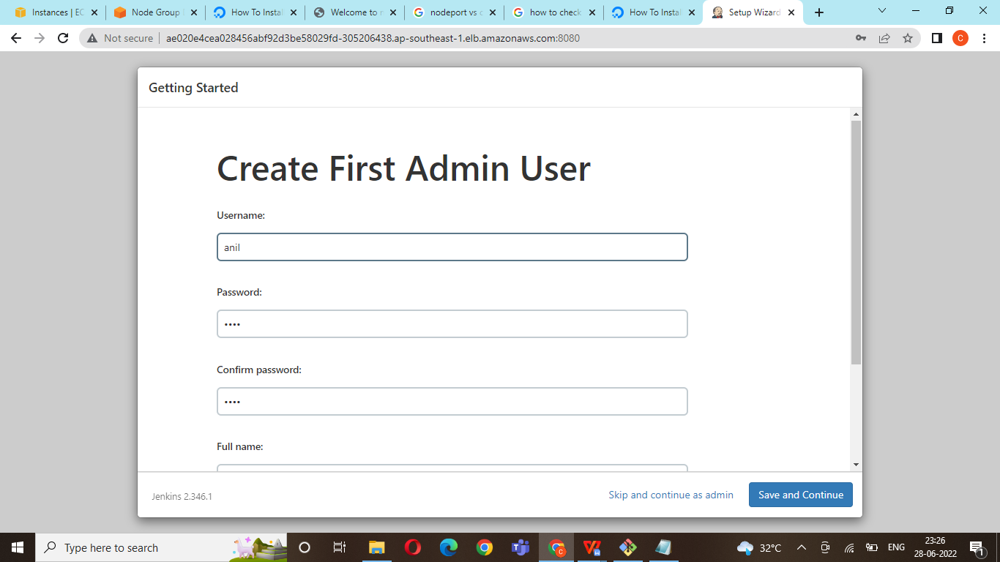 Instances | EC
Node Group
How To Instal
Welcome to n
nodeport vs c
how to check
How To Instal
Setup Wizard
Not secure
ae020e4cea028456abf92d3be58029fd-305206438.ap-southeast-1.elb.amazonaws.com:8080
C
Getting Started
Create First Admin User
Username:
anil
Password:
••••
Confirm password:
••••
Full name:
Jenkins 2.346.1
Skip and continue as admin
Save and Continue
Type here to search
32°C
ENG
23:26
28-06-2022
1